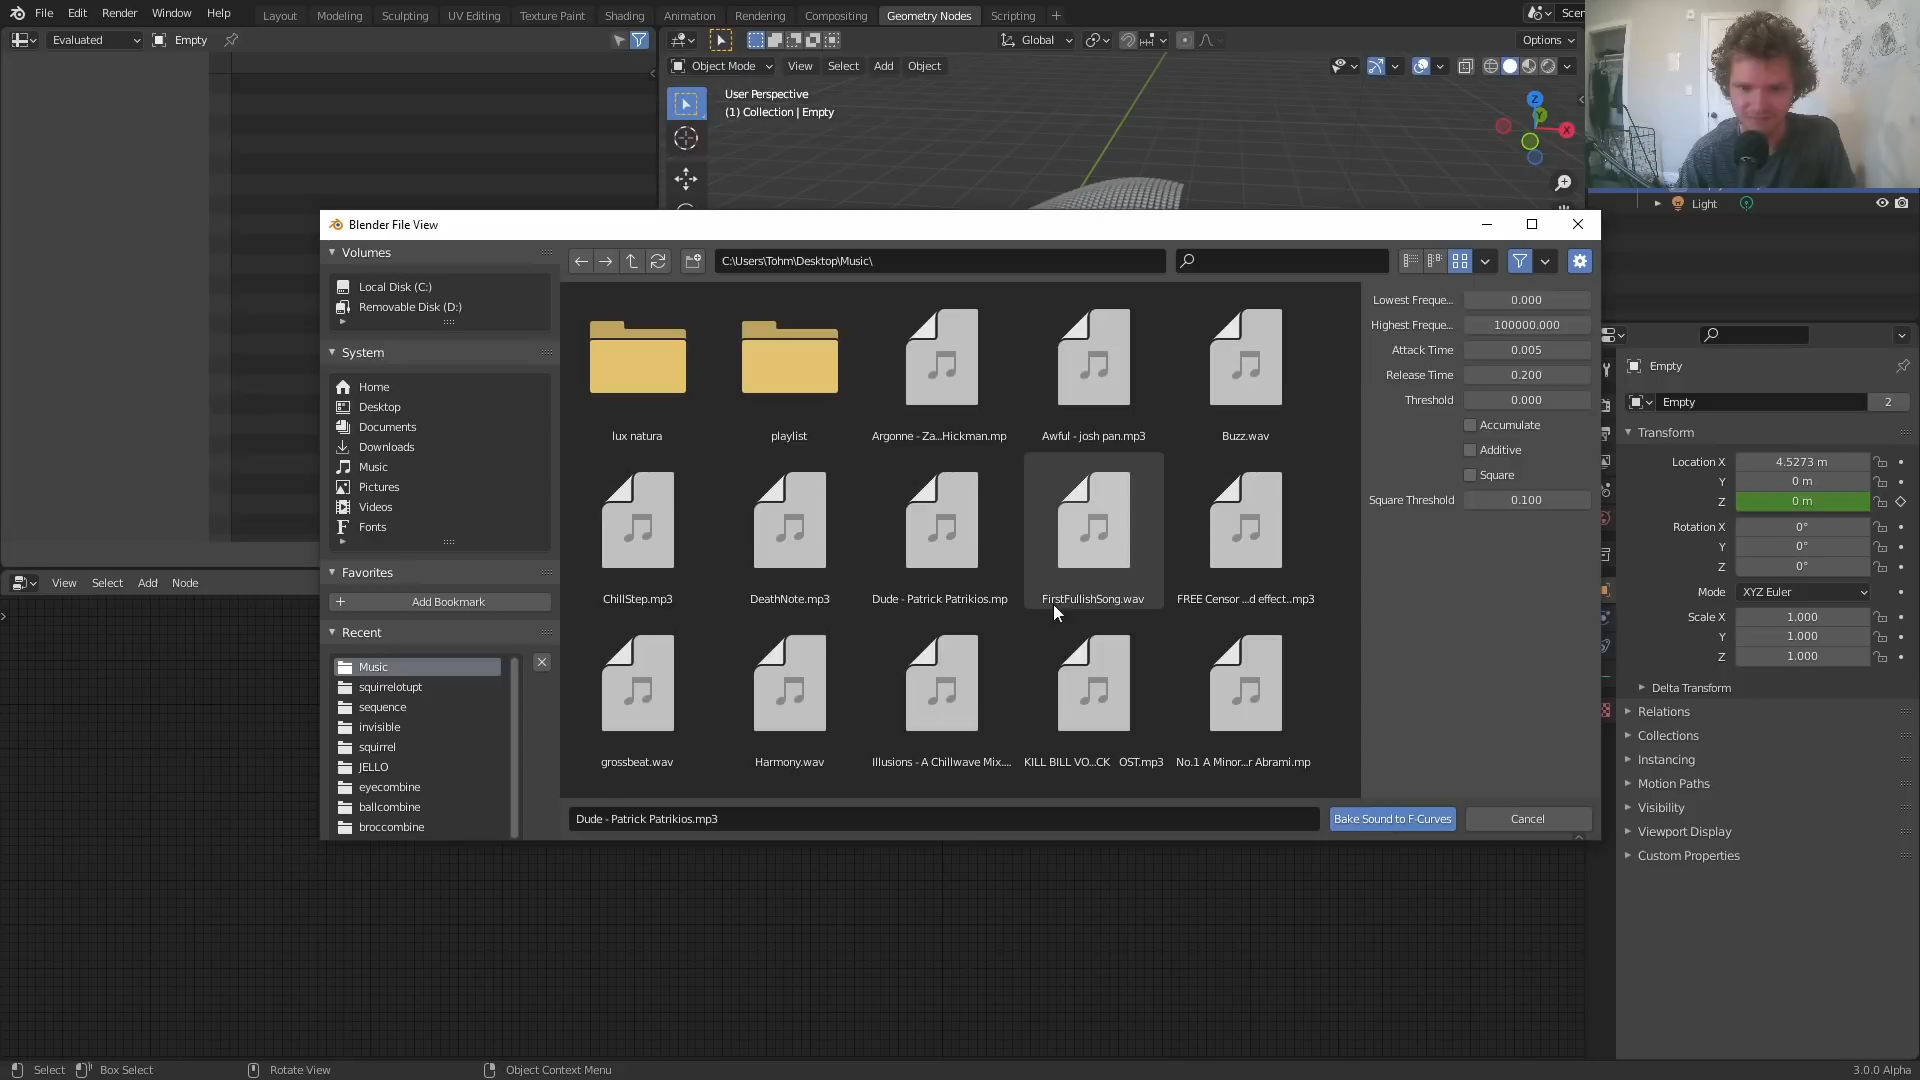 File Edit Render Window Help Layout Modeling Sculpting UV Editing Texture Paint Shading Animation Rendering Compositing Geometry Nodes Scripting + Scen
Evaluated Empty Global Options
Object Mode View Select Add Object
User Perspective
(1) Collection | Empty
Z
Y
X
Light
Blender File View
Volumes
Local Disk (C:)
Removable Disk (D:)
System
Home
Desktop
Documents
Downloads
Music
Pictures
Videos
Fonts
Favorites
Add Bookmark
Recent
Music
squirrelotupt
sequence
invisible
squirrel
JELLO
eyecombine
ballcombine
broccombine
C:\Users\Tohm\Desktop\Music\
lux natura playlist Argonne - Za...Hickman.mp Awful - josh pan.mp3 Buzz.wav
ChillStep.mp3 DeathNote.mp3 Dude - Patrick Patrikios.mp FirstFullishSong.wav FREE Censor ...d effect..mp3
grossbeat.wav Harmony.wav Illusions - A Chillwave Mix.... KILL BILL VO...CK OST.mp3 No.1 A Minor...r Abrami.mp
Dude - Patrick Patrikios.mp3 Bake Sound to F-Curves Cancel
Lowest Freque... 0.000
Highest Freque... 100000.000
Attack Time 0.005
Release Time 0.200
Threshold 0.000
Accumulate
Additive
Square
Square Threshold 0.100
Empty
Empty 2
Transform
Location X 4.5273 m
Y 0 m
Z 0 m
Rotation X 0°
Y 0°
Z 0°
Mode XYZ Euler
Scale X 1.000
Y 1.000
Z 1.000
Delta Transform
Relations
Collections
Instancing
Motion Paths
Visibility
Viewport Display
Custom Properties
View Select Add Node
Select Box Select Rotate View Object Context Menu 3.0.0 Alpha